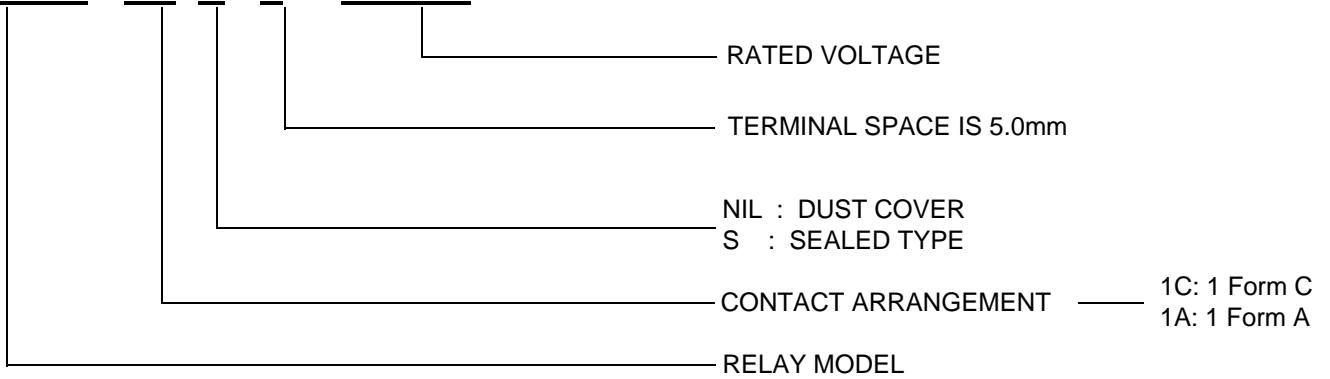 RATED VOLTAGE
TERMINAL SPACE IS 5.0mm
NIL : DUST COVER
S : SEALED TYPE
CONTACT ARRANGEMENT
1C: 1 Form C
1A: 1 Form A
RELAY MODEL